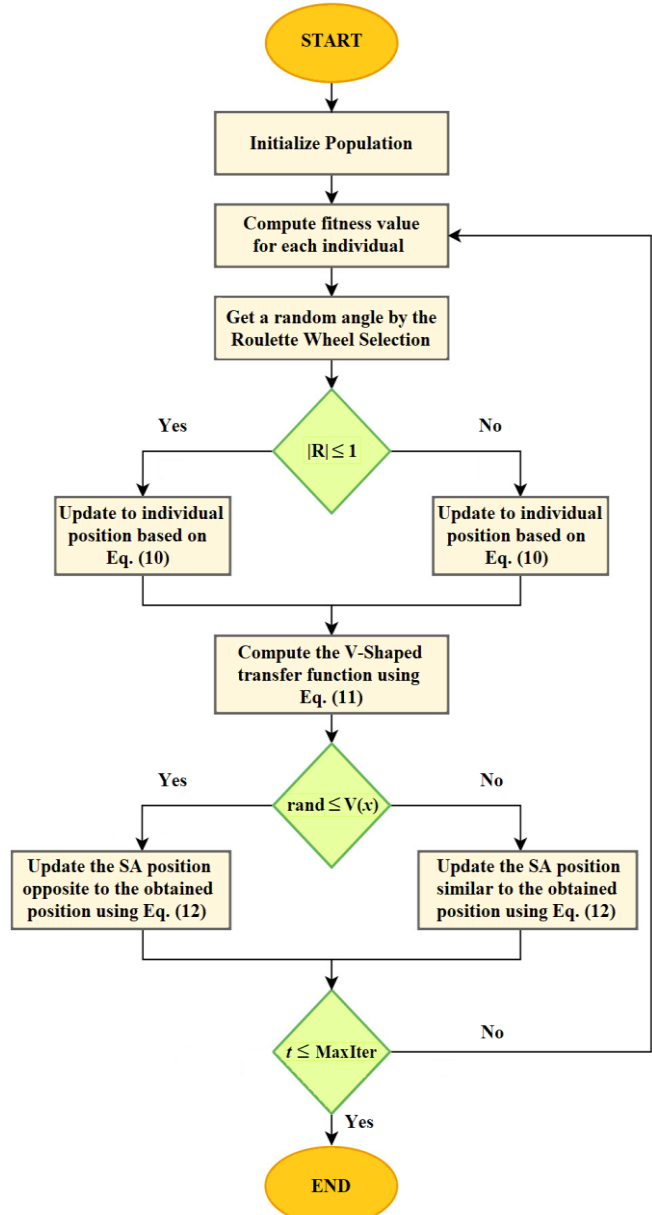 START
Initialize Population
Compute fitness value
for each individual
Get a random angle by the
Roulette Wheel Selection
Yes
No
|R| ≤ 1
Update to individual
position based on
Eq. (10)
Update to individual
position based on
Eq. (10)
Compute the V-Shaped
transfer function using
Eq. (11)
Yes
No
rand ≤ V(x)
Update the SA position
opposite to the obtained
position using Eq. (12)
Update the SA position
similar to the obtained
position using Eq. (12)
No
t ≤ MaxIter
Yes
END